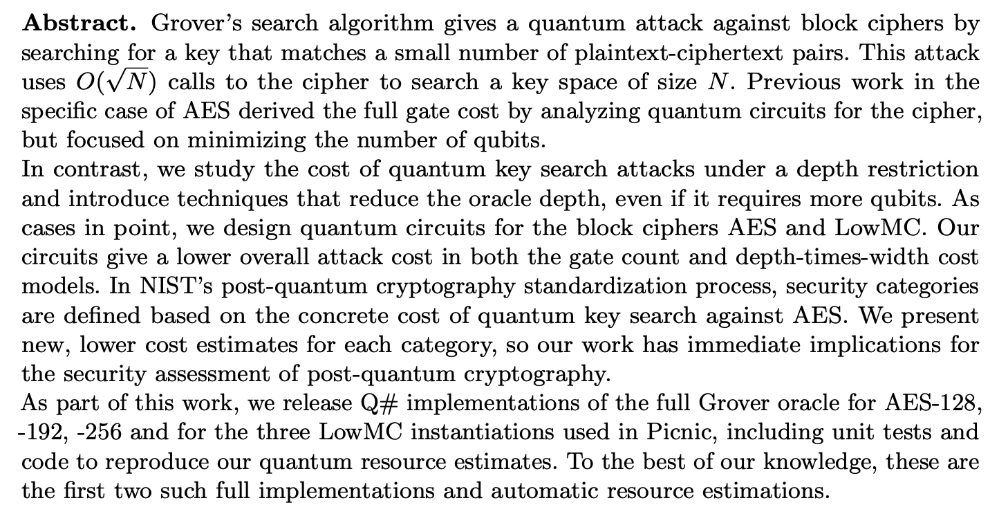 Abstract. Grover's search algorithm gives a quantum attack against block ciphers by
searching for a key that matches a small number of plaintext-ciphertext pairs. This attack
uses O(√N) calls to the cipher to search a key space of size N. Previous work in the
specific case of AES derived the full gate cost by analyzing quantum circuits for the cipher,
but focused on minimizing the number of qubits.
In contrast, we study the cost of quantum key search attacks under a depth restriction
and introduce techniques that reduce the oracle depth, even if it requires more qubits. As
cases in point, we design quantum circuits for the block ciphers AES and LowMC. Our
circuits give a lower overall attack cost in both the gate count and depth-times-width cost
models. In NIST's post-quantum cryptography standardization process, security categories
are defined based on the concrete cost of quantum key search against AES. We present
new, lower cost estimates for each category, so our work has immediate implications for
the security assessment of post-quantum cryptography.
As part of this work, we release Q# implementations of the full Grover oracle for AES-128,
-192, -256 and for the three LowMC instantiations used in Picnic, including unit tests and
code to reproduce our quantum resource estimates. To the best of our knowledge, these are
the first two such full implementations and automatic resource estimations.